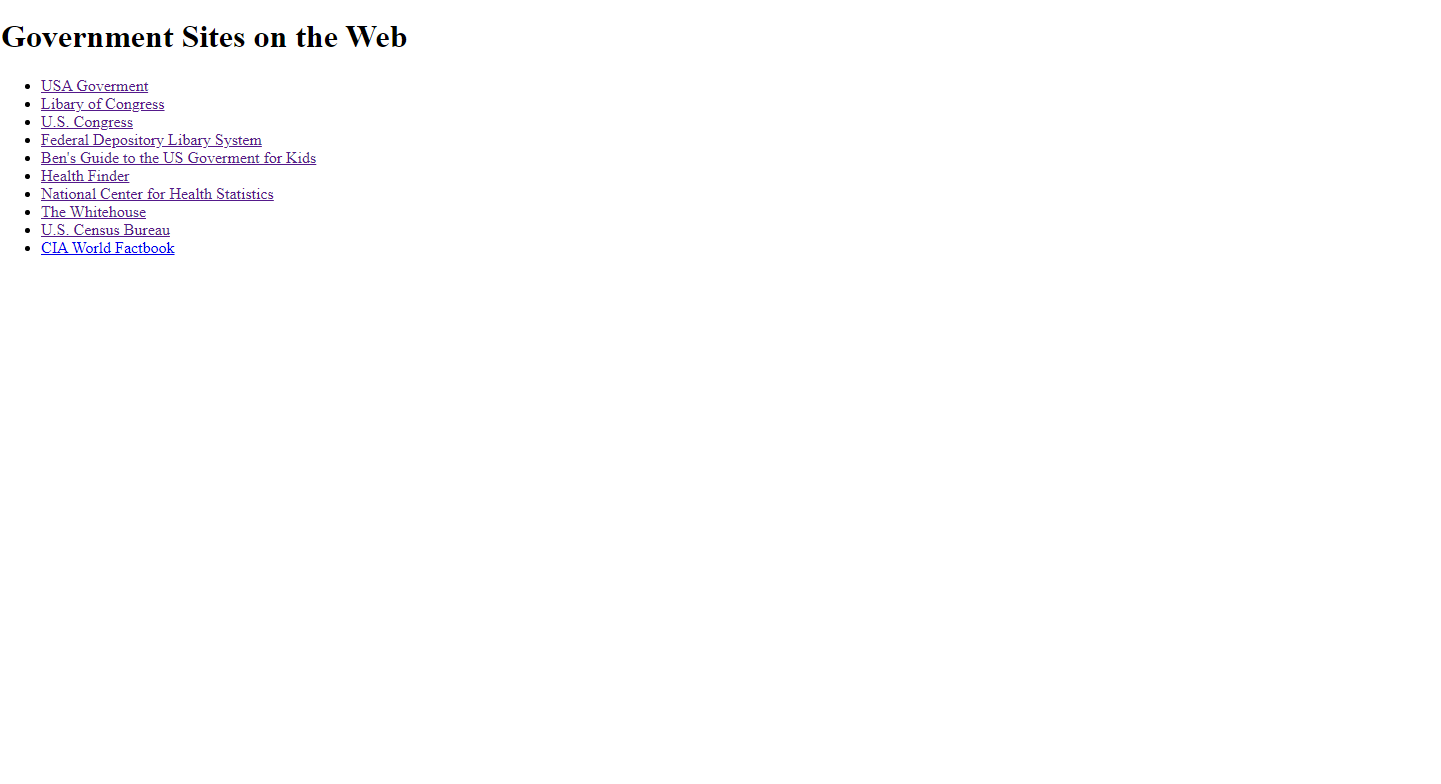 Government Sites on the Web
USA Goverment
Libary of Congress
U.S. Congress
Federal Depository Libary System
Ben's Guide to the US Goverment for Kids
Health Finder
National Center for Health Statistics
The Whitehouse
U.S. Census Bureau
CIA World Factbook